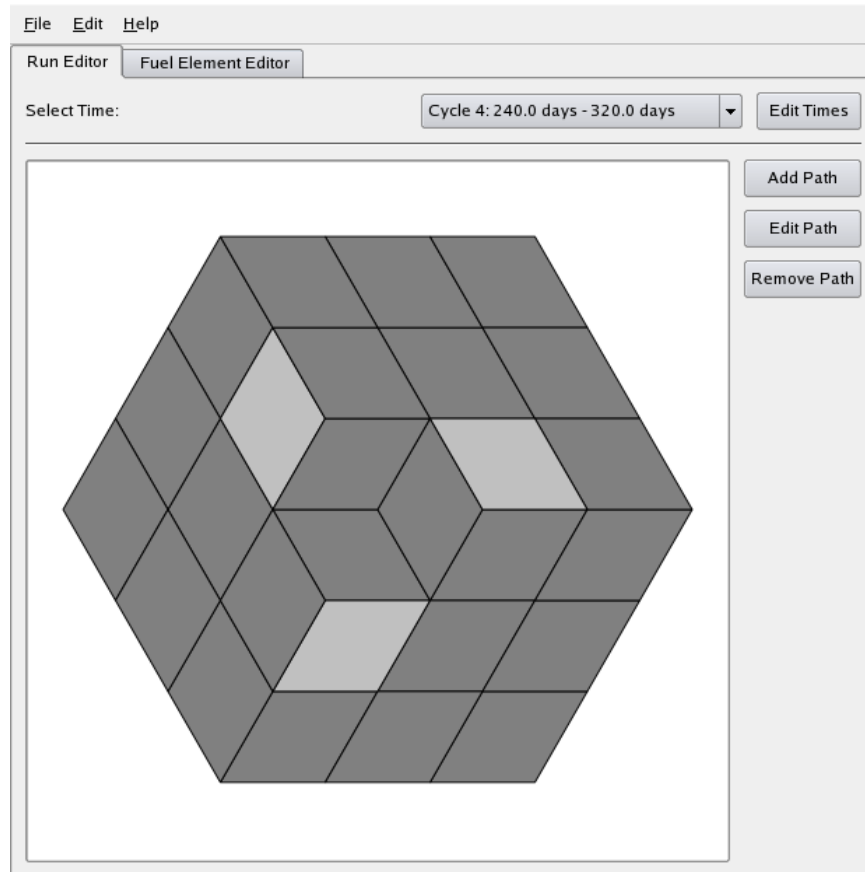 File Edit Help
Run Editor Fuel Element Editor
Select Time: Cycle 4: 240.0 days - 320.0 days Edit Times
Add Path
Edit Path
Remove Path